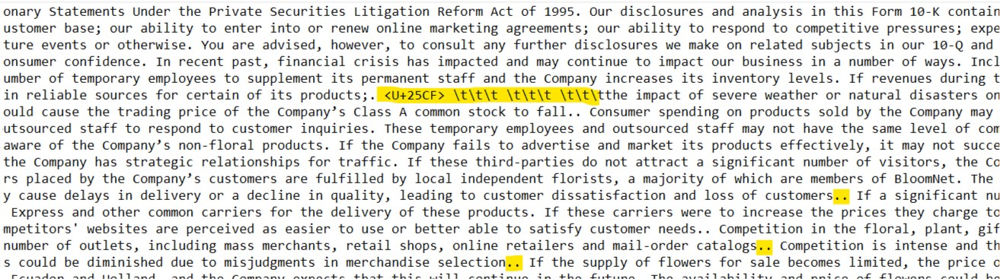 onary Statements Under the Private Securities Litigation Reform Act of 1995. Our disclosures and analysis in this Form 10-K contain
ustomer base; our ability to enter into or renew online marketing agreements; our ability to respond to competitive pressures; expe
ture events or otherwise. You are advised, however, to consult any further disclosures we make on related subjects in our 10-Q and
onsumer confidence. In recent past, financial crisis has impacted and may continue to impact our business in a number of ways. Incl
umber of temporary employees to supplement its permanent staff and the Company increases its inventory levels. If revenues during t
in reliable sources for certain of its products;. <U+25CF> \t\t\t \t\t\t \t\t\tthe impact of severe weather or natural disasters on
ould cause the trading price of the Company’s Class A common stock to fall.. Consumer spending on products sold by the Company may
utsourced staff to respond to customer inquiries. These temporary employees and outsourced staff may not have the same level of com
aware of the Company’s non-floral products. If the Company fails to advertise and market its products effectively, it may not succe
the Company has strategic relationships for traffic. If these third-parties do not attract a significant number of visitors, the Co
rs placed by the Company’s customers are fulfilled by local independent florists, a majority of which are members of BloomNet. The
y cause delays in delivery or a decline in quality, leading to customer dissatisfaction and loss of customers.. If a significant nu
Express and other common carriers for the delivery of these products. If these carriers were to increase the prices they charge to
mpetitors' websites are perceived as easier to use or better able to satisfy customer needs.. Competition in the floral, plant, gif
number of outlets, including mass merchants, retail shops, online retailers and mail-order catalogs.. Competition is intense and th
s could be diminished due to misjudgments in merchandise selection.. If the supply of flowers for sale becomes limited, the price o
Ecuador and Holland, and the Company expects that this will continue in the future. The availability and price of flowers could be